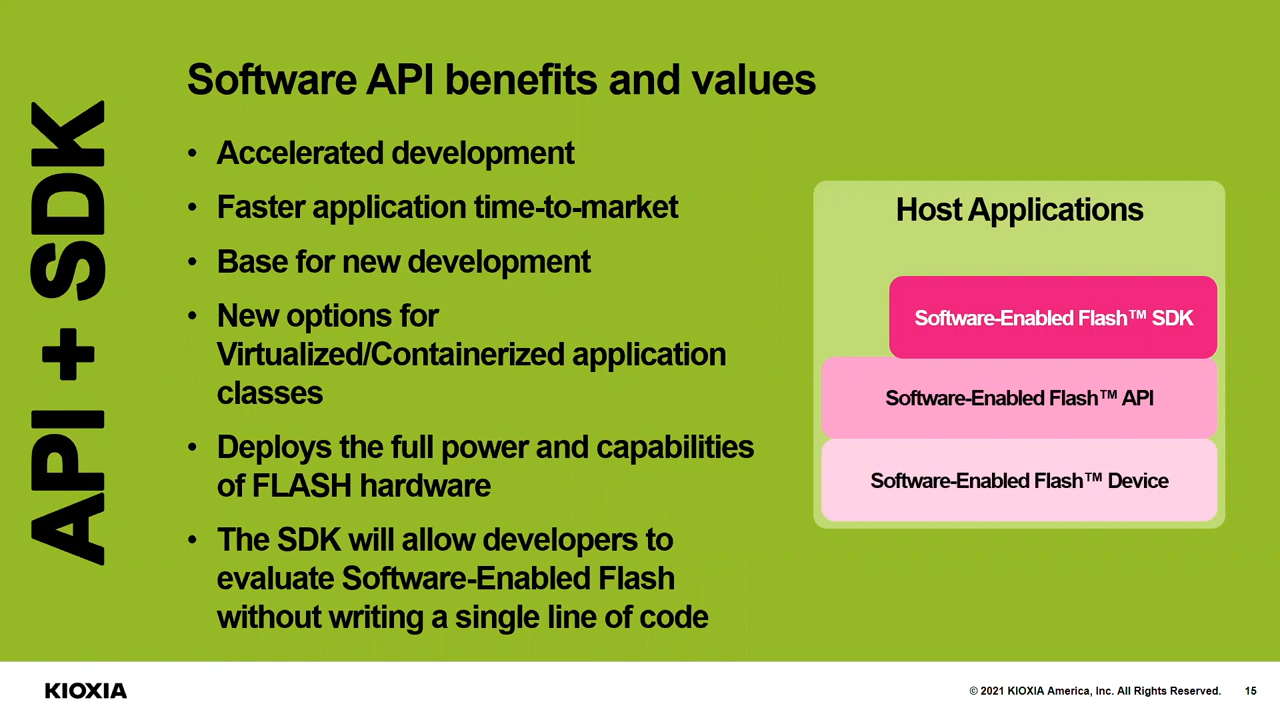 API + SDK
Software API benefits and values
• Accelerated development
• Faster application time-to-market
• Base for new development
• New options for
Virtualized/Containerized application
classes
• Deploys the full power and capabilities
of FLASH hardware
• The SDK will allow developers to
evaluate Software-Enabled Flash
without writing a single line of code
Host Applications
Software-Enabled Flash™ SDK
Software-Enabled Flash™ API
Software-Enabled Flash™ Device
KIOXIA
© 2021 KIOXIA America, Inc. All Rights Reserved.
15